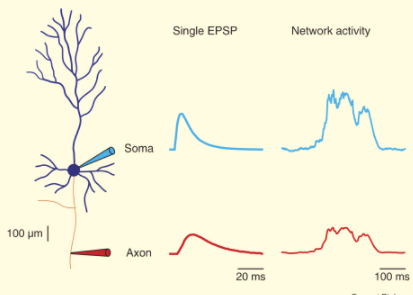 Single EPSP
Network activity
Soma
100 µm
Axon
20 ms
100 ms